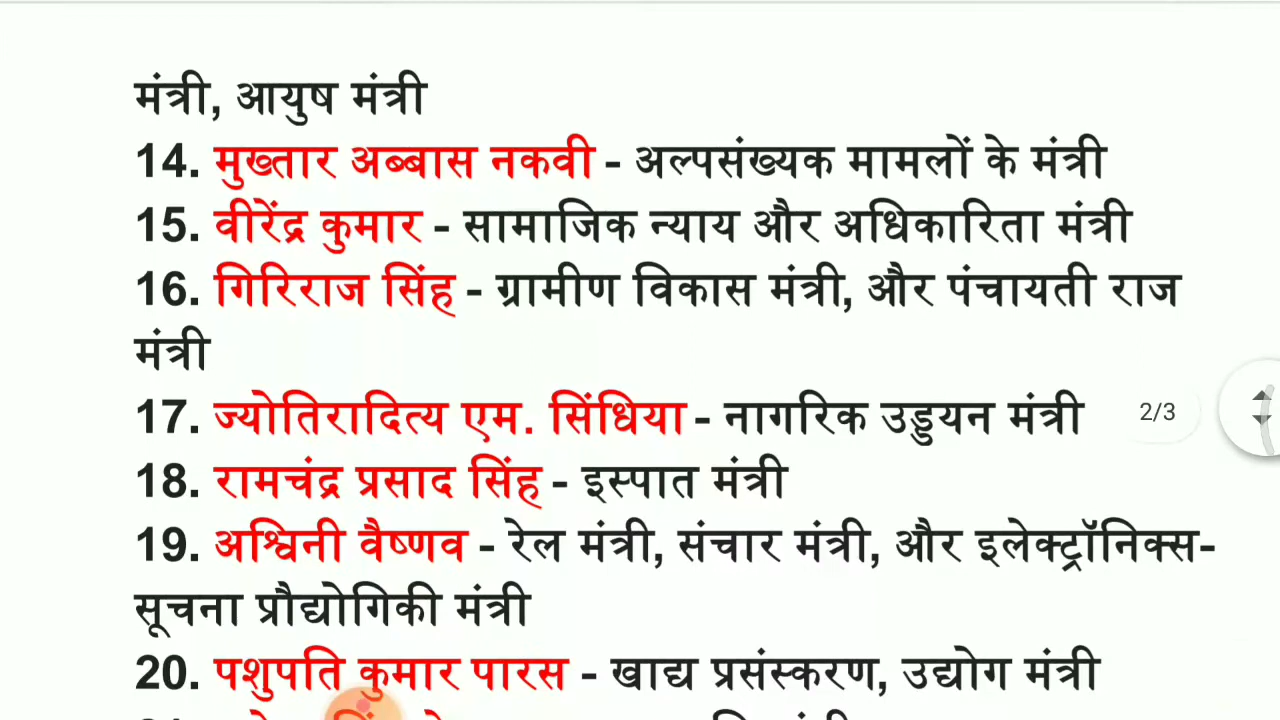 मंत्री, आयुष मंत्री
14. मुख्तार अब्बास नकवी - अल्पसंख्यक मामलों के मंत्री
15. वीरेंद्र कुमार - सामाजिक न्याय और अधिकारिता मंत्री
16. गिरिराज सिंह - ग्रामीण विकास मंत्री, और पंचायती राज
मंत्री
17. ज्योतिरादित्य एम. सिंधिया - नागरिक उड्डयन मंत्री
2/3
18. रामचंद्र प्रसाद सिंह - इस्पात मंत्री
19. अश्विनी वैष्णव - रेल मंत्री, संचार मंत्री, और इलेक्ट्रॉनिक्स-
सूचना प्रौद्योगिकी मंत्री
20. पशुपति कुमार पारस - खाद्य प्रसंस्करण, उद्योग मंत्री